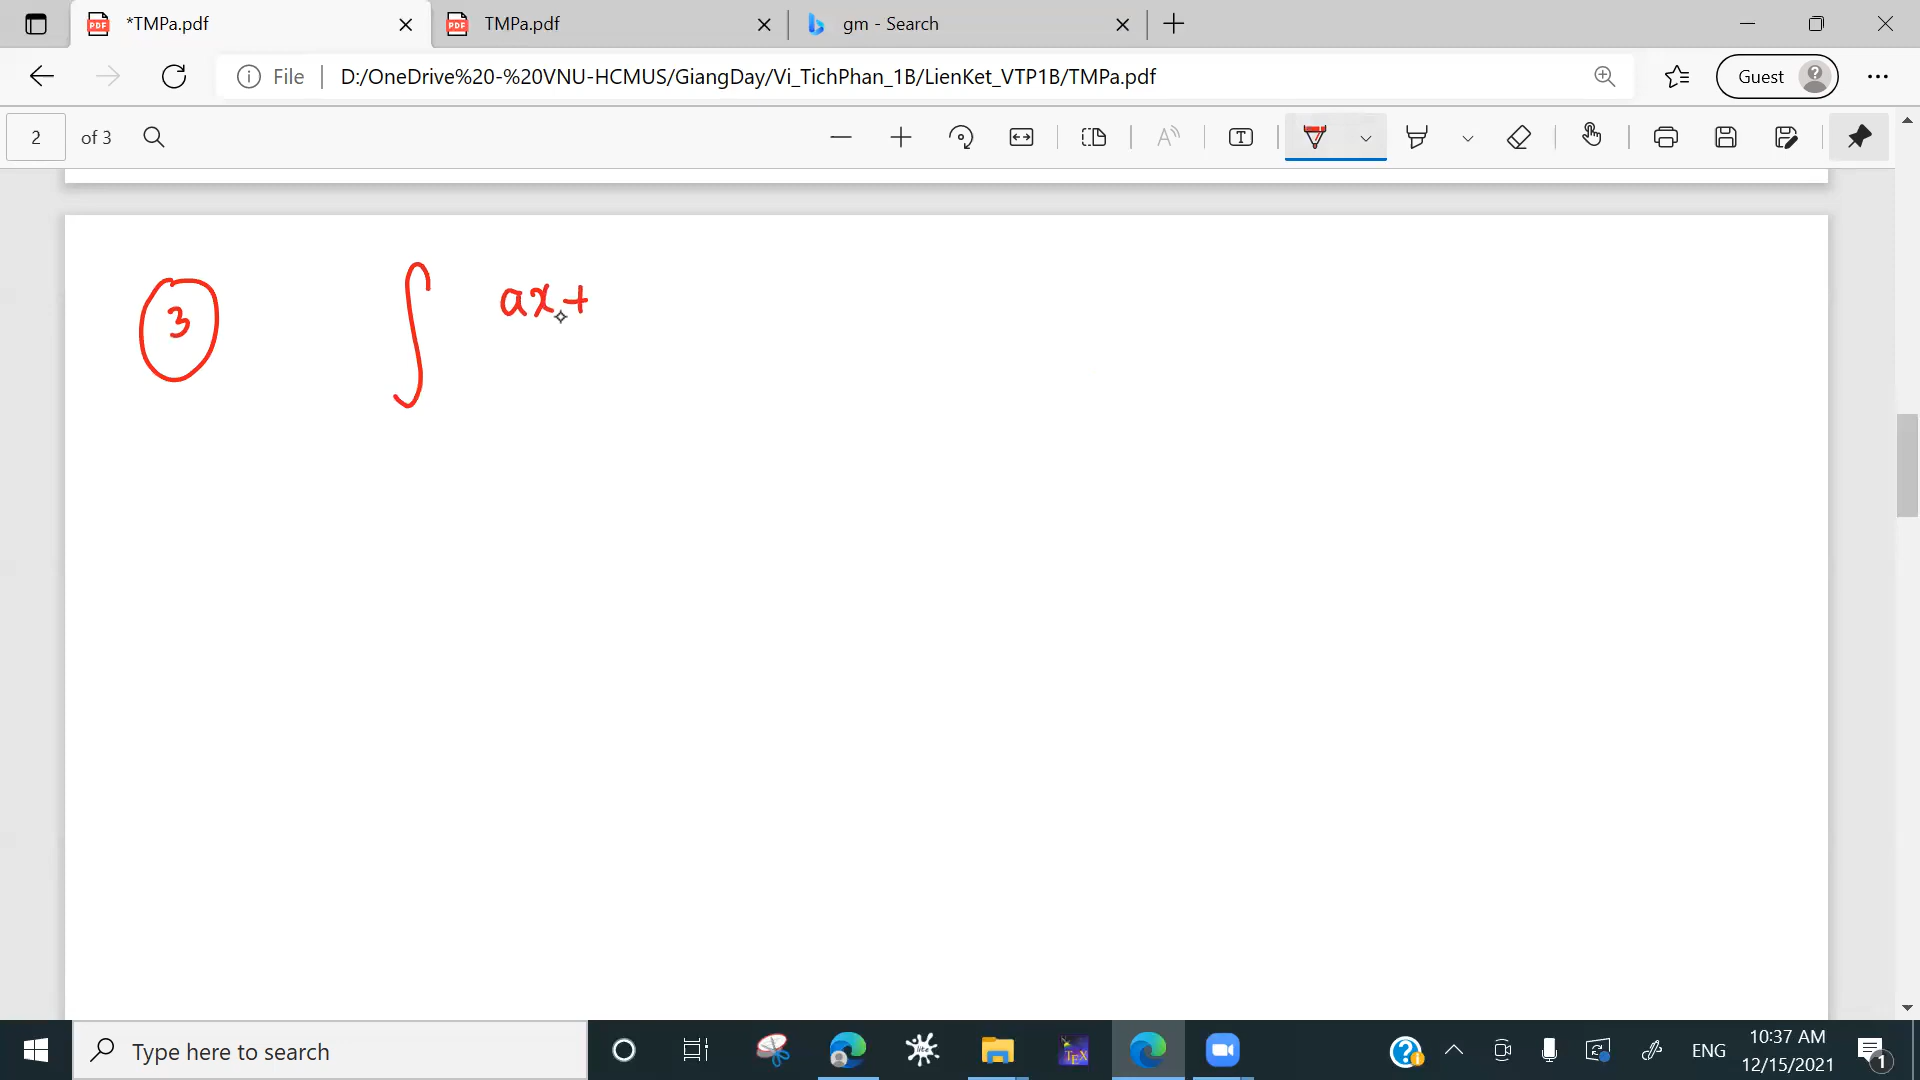 *TMPa.pdf
TMPa.pdf
gm - Search
File
D:/OneDrive%20-%20VNU-HCMUS/GiangDay/Vi_TichPhan_1B/LienKet_VTP1B/TMPa.pdf
Guest
2 of 3
3 ∫ ax+
Type here to search
ENG
10:37 AM
12/15/2021
1